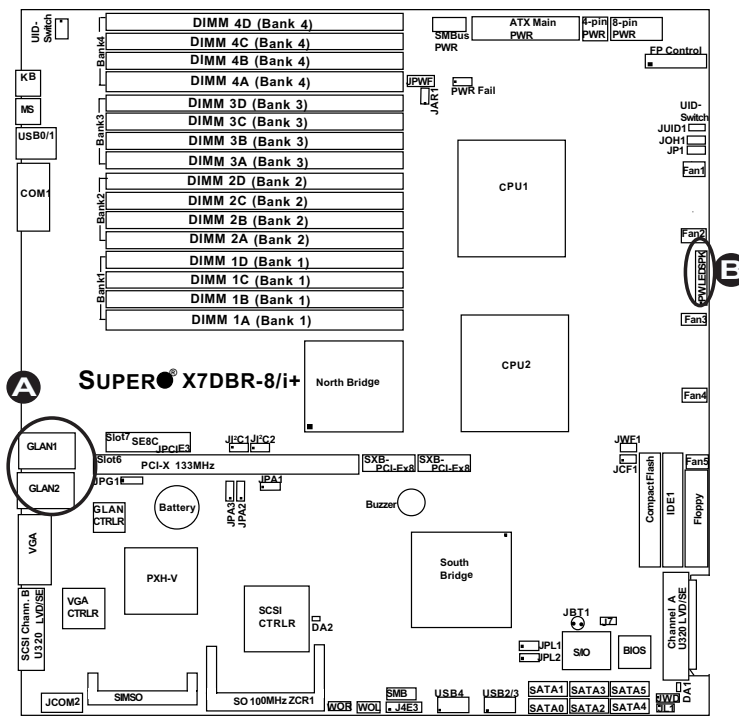 UID-
Switch
DIMM 4D (Bank 4)
DIMM 4C (Bank 4)
DIMM 4B (Bank 4)
DIMM 4A (Bank 4)
Bank4
DIMM 3D (Bank 3)
DIMM 3C (Bank 3)
DIMM 3B (Bank 3)
DIMM 3A (Bank 3)
Bank3
DIMM 2D (Bank 2)
DIMM 2C (Bank 2)
DIMM 2B (Bank 2)
DIMM 2A (Bank 2)
Bank2
DIMM 1D (Bank 1)
DIMM 1C (Bank 1)
DIMM 1B (Bank 1)
DIMM 1A (Bank 1)
Bank1
SMBus
PWR
ATX Main
PWR
4-pin
PWR
8-pin
PWR
FP Control
JPWF
JAR1
PWR Fail
KB
MS
USB0/1
COM1
UID-
Switch
JUID1
JOH1
JP1
Fan1
CPU1
Fan2
PWLEDSPK
B
Fan3
CPU2
Fan4
A
SUPER® X7DBR-8/i+
North Bridge
GLAN1
GLAN2
Slot7
SE8C
JPCIE3
JI²C1
JI²C2
Slot6
PCI-X 133MHz
SXB-
PCI-Ex8
SXB-
PCI-Ex8
JWF1
JCF1
Fan5
JPG1
JPA3
JPA2
JPA1
GLAN
CTRLR
Battery
Buzzer
CompactFlash
IDE1
Floppy
VGA
PXH-V
South
Bridge
VGA
CTRLR
SCSI
CTRLR
DA2
SCSI Chann. B
U320 LVD/SE
Channel A
U320 LVD/SE
JBT1
J7
JPL1
JPL2
S/IO
BIOS
JCOM2
SIMSO
SO 100MHz ZCR1
WOR
WOL
SMB
J4E3
USB4
USB2/3
SATA1
SATA3
SATA5
SATA0
SATA2
SATA4
JWD
JL1
DA1